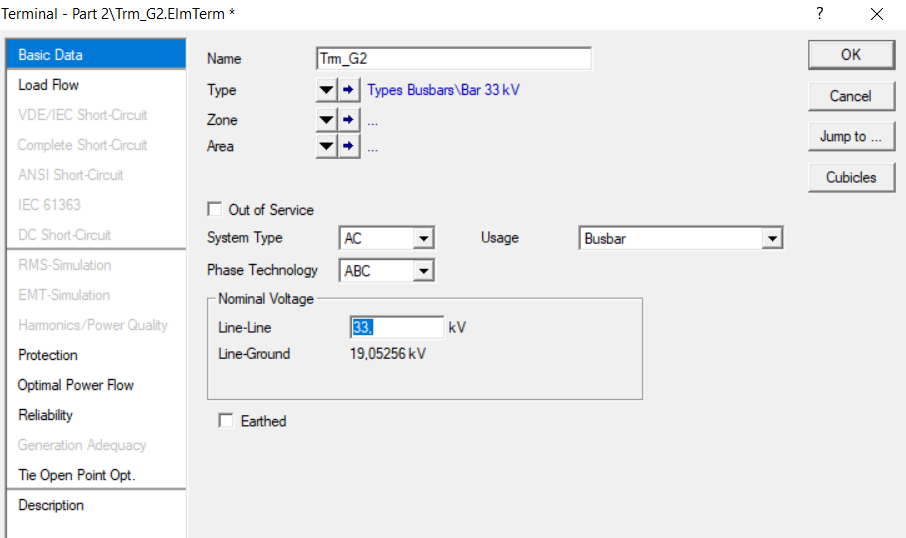 Terminal - Part 2\Trm_G2.ElmTerm *
?
Basic Data
Load Flow
VDE/IEC Short-Circuit
Complete Short-Circuit
ANSI Short-Circuit
IEC 61363
DC Short-Circuit
RMS-Simulation
EMT-Simulation
Harmonics/Power Quality
Protection
Optimal Power Flow
Reliability
Generation Adequacy
Tie Open Point Opt.
Description
Name Trm_G2
Type Types Busbars\Bar 33 kV
Zone ...
Area ...
Out of Service
System Type AC Usage Busbar
Phase Technology ABC
Nominal Voltage
Line-Line 33, kV
Line-Ground 19,05256 kV
Earthed
OK
Cancel
Jump to ...
Cubicles